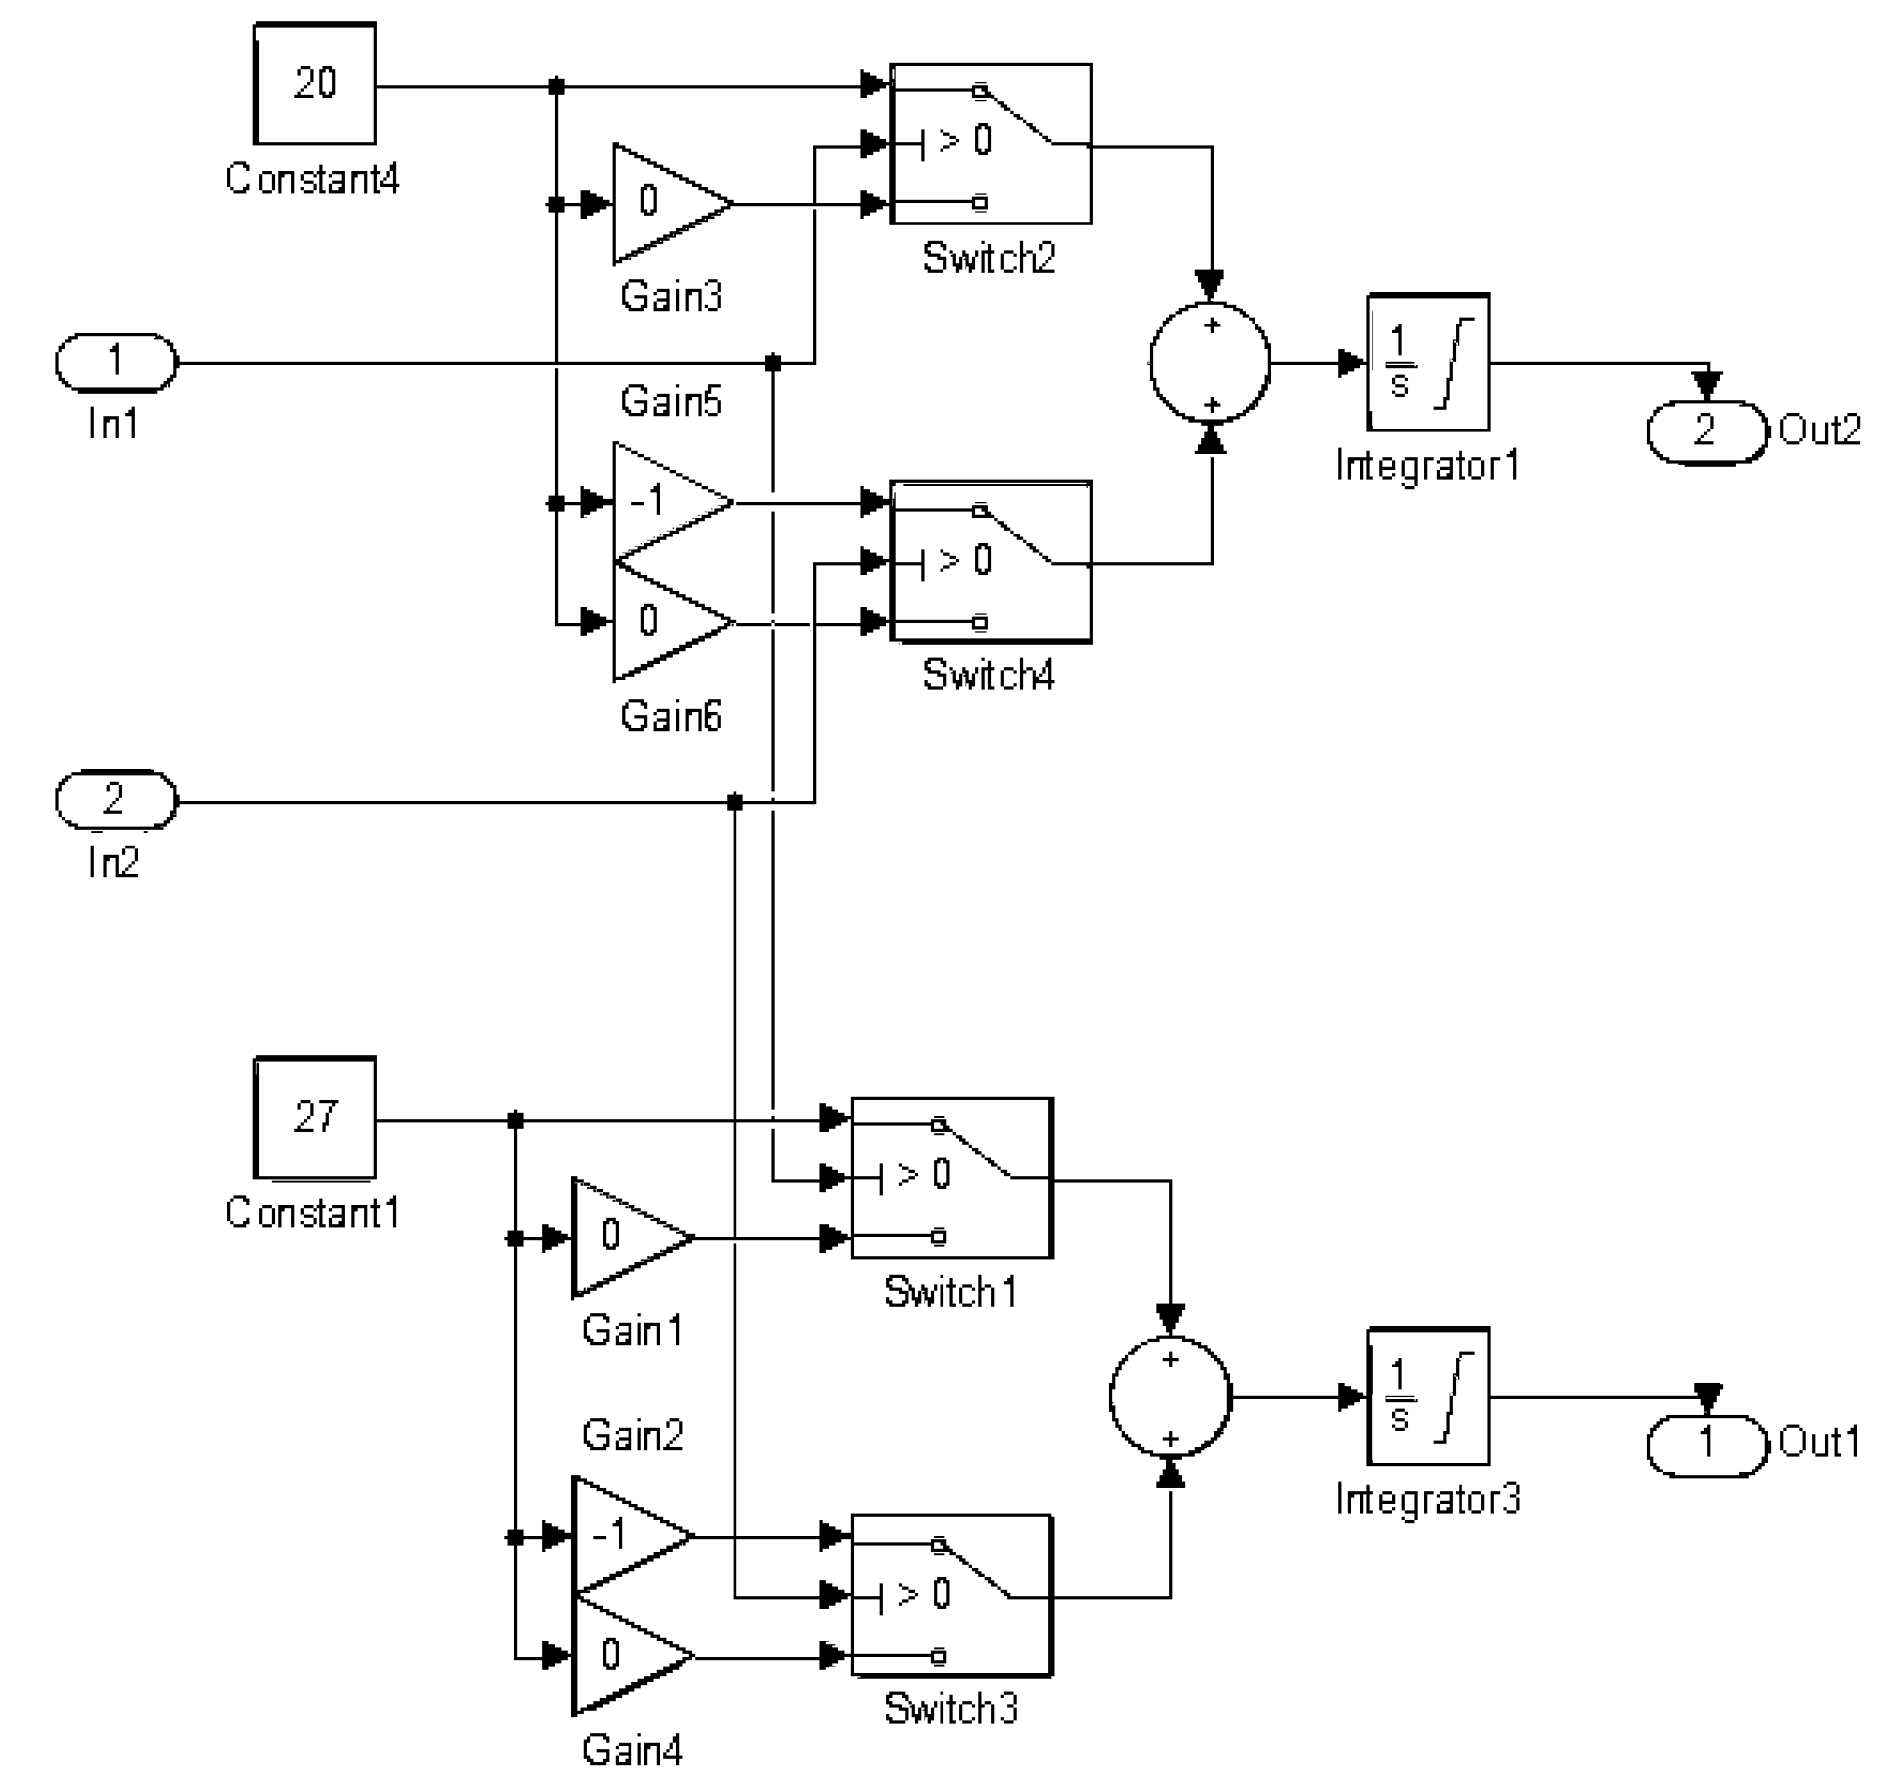 20
Constant4
> 0
0
Switch2
Gain3
+
1
In1
1
s
Gain5
+
2
Out2
Integrator1
-1
> 0
0
Switch4
Gain6
2
In2
27
Constant1
> 0
0
Switch1
Gain1
+
1
s
Gain2
+
1
Out1
Integrator3
-1
> 0
0
Switch3
Gain4